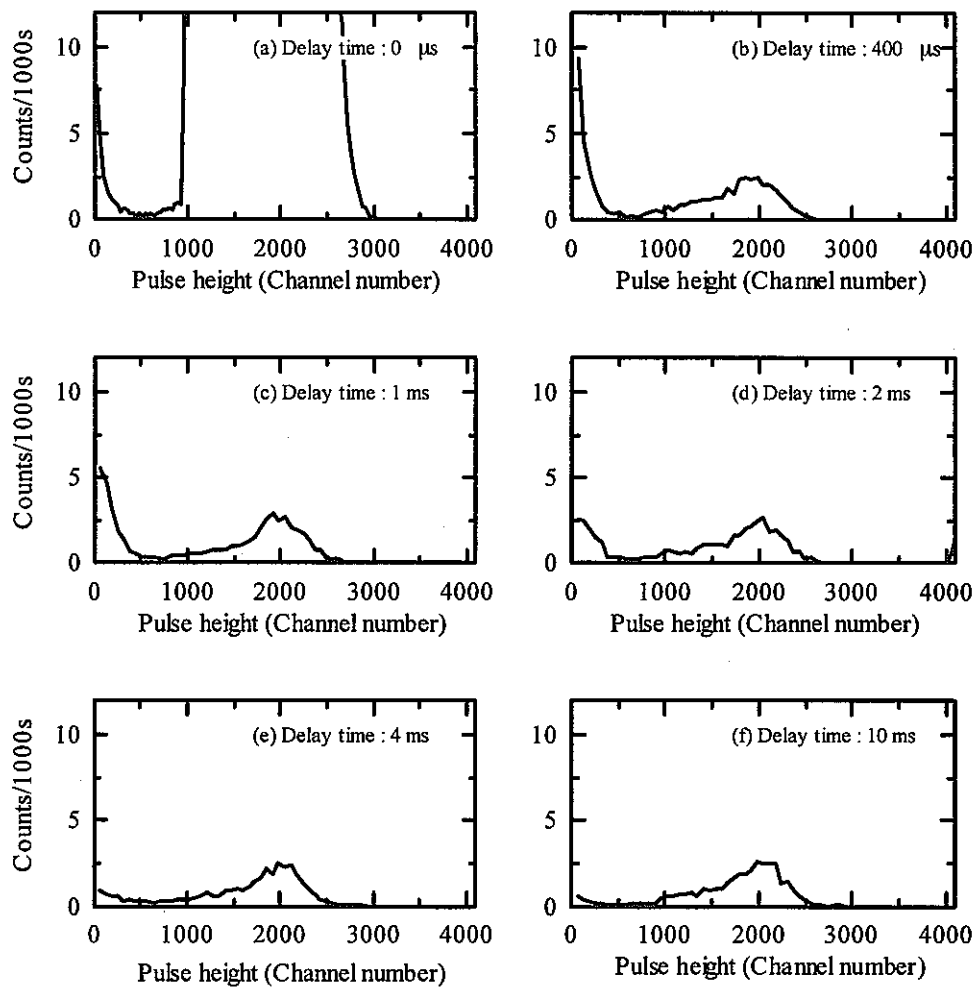 (a) Delay time : 0 μs
10
5
0
Counts/1000s
0 1000 2000 3000 4000
Pulse height (Channel number)
(b) Delay time : 400 μs
10
5
0
0 1000 2000 3000 4000
Pulse height (Channel number)
(c) Delay time : 1 ms
10
5
0
Counts/1000s
0 1000 2000 3000 4000
Pulse height (Channel number)
(d) Delay time : 2 ms
10
5
0
0 1000 2000 3000 4000
Pulse height (Channel number)
(e) Delay time : 4 ms
10
5
0
Counts/1000s
0 1000 2000 3000 4000
Pulse height (Channel number)
(f) Delay time : 10 ms
10
5
0
0 1000 2000 3000 4000
Pulse height (Channel number)